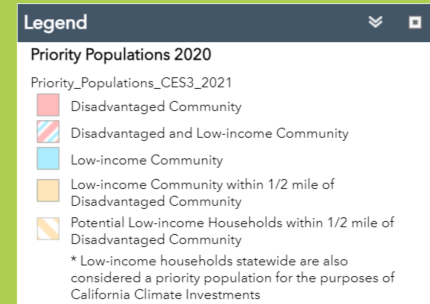 Legend
Priority Populations 2020
Priority_Populations_CES3_2021
Disadvantaged Community
Disadvantaged and Low-income Community
Low-income Community
Low-income Community within 1/2 mile of
Disadvantaged Community
Potential Low-income Households within 1/2 mile of
Disadvantaged Community
* Low-income households statewide are also
considered a priority population for the purposes of
California Climate Investments